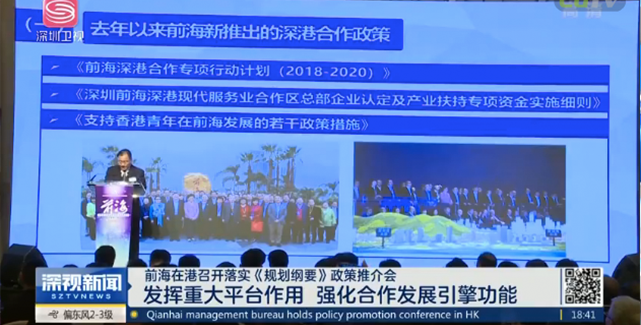 深圳卫视
(一)
去年以来前海新推出的深港合作政策
《前海深港合作专项行动计划(2018-2020)》
《深圳前海深港现代服务业合作区总部企业认定及产业扶持专项资金实施细则》
《支持香港青年在前海发展的若干政策措施》
前海
深视新闻
SZTVNEWS
前海在港召开落实《规划纲要》政策推介会
发挥重大平台作用 强化合作发展引擎功能
偏东风2-3级
Qianhai management bureau holds policy promotion conference in HK
18:41